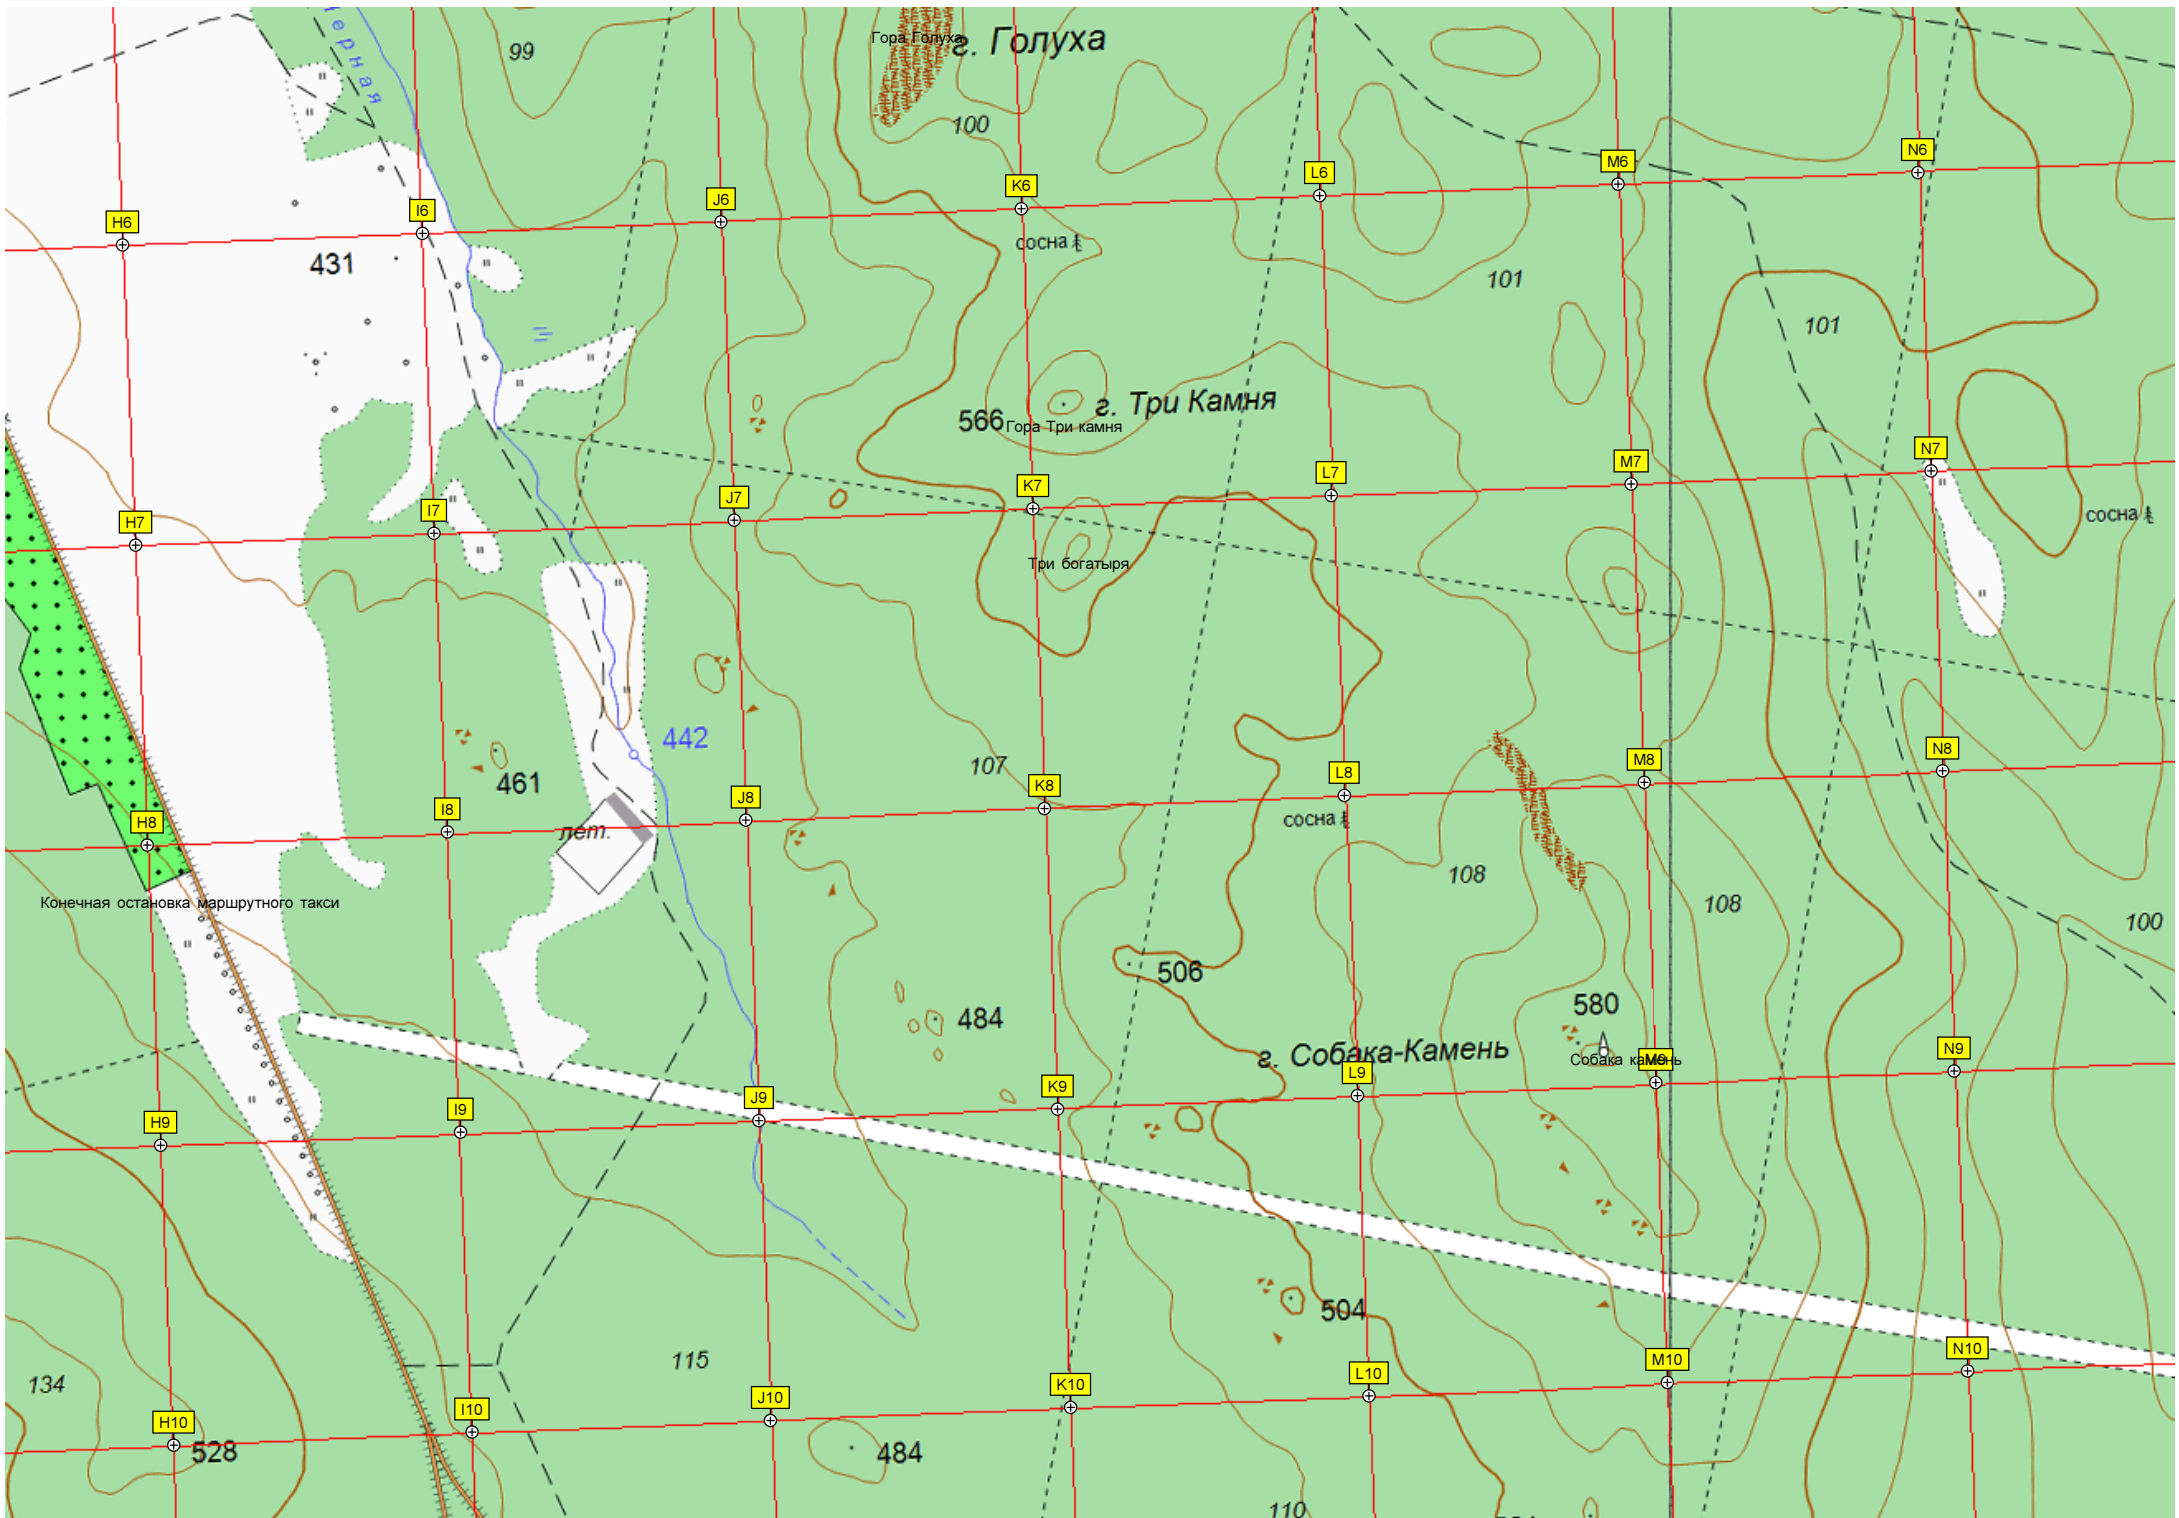 Черная
99
Гора Голуха
г. Голуха
100
H6
I6
J6
K6
L6
M6
N6
431
сосна
101
101
566
г. Три Камня
Гора Три камня
H7
I7
J7
K7
L7
M7
N7
сосна
Три богатыря
442
461
107
H8
I8
J8
K8
L8
M8
N8
лет.
сосна
108
108
100
Конечная остановка маршрутного такси
506
484
580
г. Собака-Камень
Собака камень
H9
I9
J9
K9
L9
M9
N9
504
115
134
H10
I10
J10
K10
L10
M10
N10
528
484
110